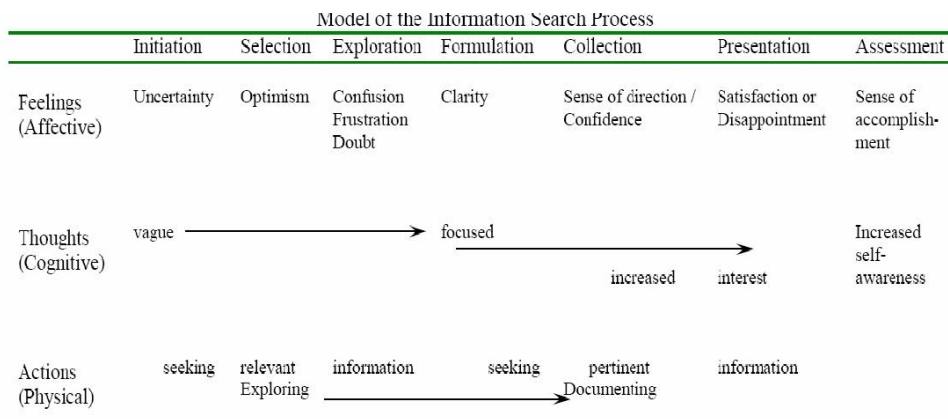 Model of the Information Search Process
Initiation Selection Exploration Formulation Collection Presentation Assessment
Feelings (Affective) Uncertainty Optimism Confusion Frustration Doubt Clarity Sense of direction / Confidence Satisfaction or Disappointment Sense of accomplish-ment
Thoughts (Cognitive) vague focused Increased self-awareness
increased interest
Actions (Physical) seeking relevant information seeking pertinent information
Exploring Documenting